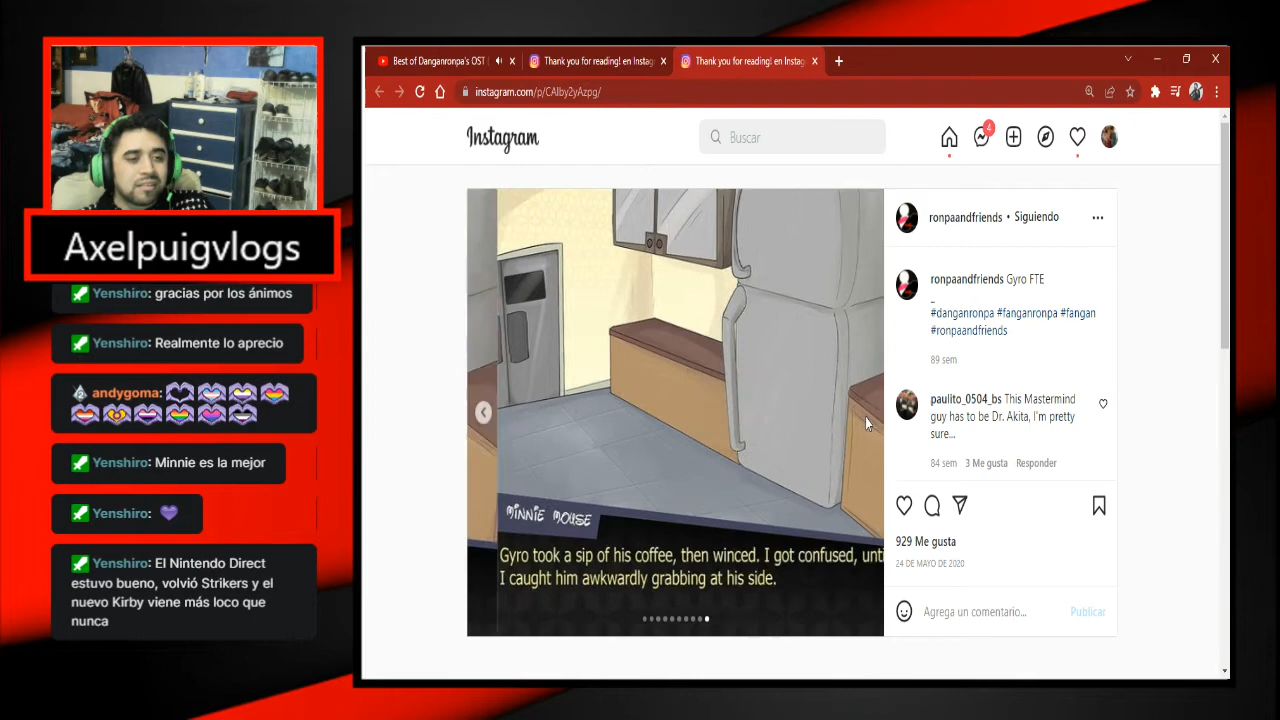 Axelpuigvlogs
Yenshiro: gracias por los ánimos
Yenshiro: Realmente lo aprecio
andygoma:
Yenshiro: Minnie es la mejor
Yenshiro:
Yenshiro: El Nintendo Direct
estuvo bueno, volvió Strikers y el
nuevo Kirby viene más loco que
nunca
Best of Danganronpa's OST
Thank you for reading! en Instag
Thank you for reading! en Instag
instagram.com/p/CAlby2yAzpg/
Instagram
Buscar
4
ronpaandfriends • Siguiendo
ronpaandfriends Gyro FTE
_
#danganronpa #fanganronpa #fangan
#ronpaandfriends
89 sem
paulito_0504_bs This Mastermind
guy has to be Dr. Akita, I'm pretty
sure...
84 sem 3 Me gusta Responder
929 Me gusta
24 DE MAYO DE 2020
Agrega un comentario... Publicar
MINNIE MOUSE
Gyro took a sip of his coffee, then winced. I got confused, unti
I caught him awkwardly grabbing at his side.